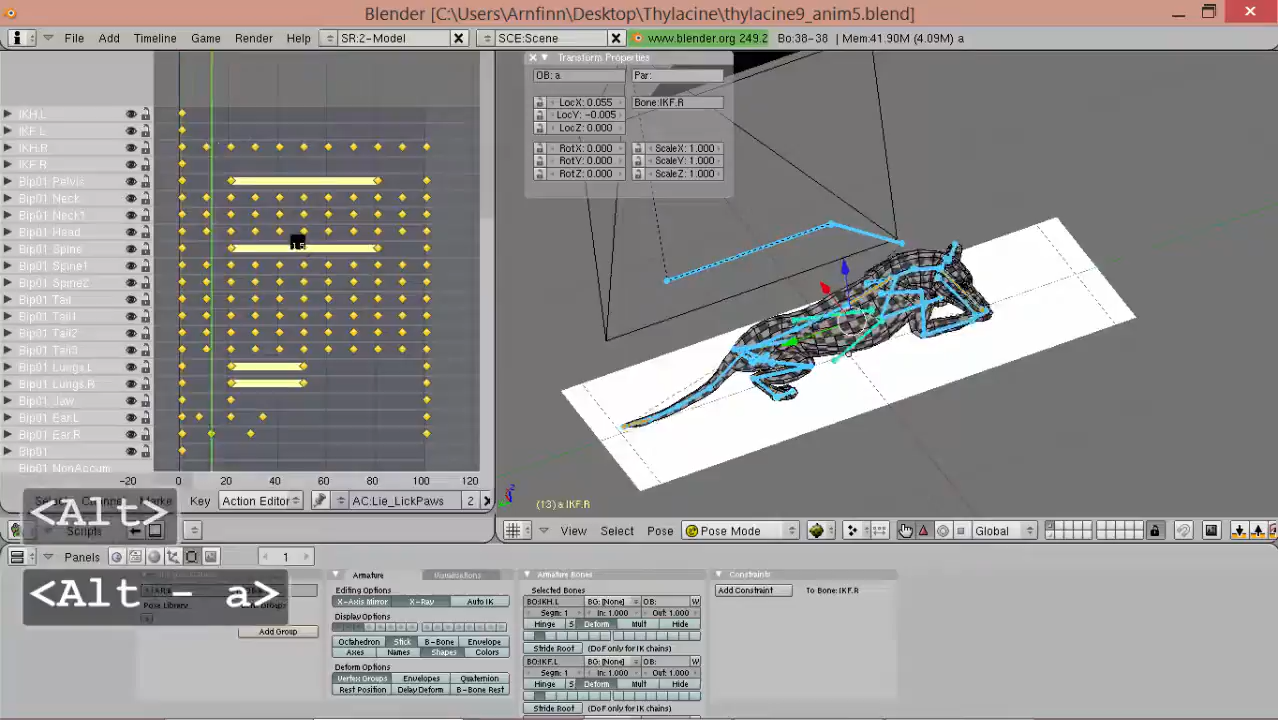 Blender [C:\Users\Arnfinn\Desktop\Thylacine\thylacine9_anim5.blend]
File Add Timeline Game Render Help SR:2-Model SCE:Scene www.blender.org 249.2 Bo:38-38 | Mem:41.90M (4.09M) a
Transform Properties
OB: a Par:
LocX: 0.055 Bone:IKF.R
LocY: -0.005
LocZ: 0.000
RotX: 0.000 ScaleX: 1.000
RotY: 0.000 ScaleY: 1.000
RotZ: 0.000 ScaleZ: 1.000
IKH.L
IKF.L
IKH.R
IKF.R
Bip01 Pelvis
Bip01 Neck
Bip01 Neck1
Bip01 Head
Bip01 Spine
Bip01 Spine1
Bip01 Spine2
Bip01 Tail
Bip01 Tail1
Bip01 Tail2
Bip01 Tail3
Bip01 Lungs.L
Bip01 Lungs.R
Bip01 Jaw
Bip01 Ear.L
Bip01 Ear.R
Bip01
Bip01 NonAccum
-20 0 20 40 60 80 100 120
Key Action Editor AC:Lie_LickPaws 2
<Alt>
Scripts
(13) a IKF.R
View Select Pose Pose Mode Global
Panels 1
<Alt - a>
Add Group
Armature Visualisations
Editing Options
X-Axis Mirror X-Ray Auto IK
Display Options
Octahedron Stick B-Bone Envelope
Axes Names Shapes Colors
Deform Options
Vertex Groups Envelopes Quaternion
Rest Position Delay Deform B-Bone Rest
Armature Bones
Selected Bones
BO:IKH.L BG: [None] OB: W
Segm: 1 In: 1.000 Out: 1.000
Hinge S Deform Mult Hide
Stride Root (DoF only for IK chains)
BO:IKF.L BG: [None] OB: W
Segm: 1 In: 1.000 Out: 1.000
Hinge S Deform Mult Hide
Stride Root (DoF only for IK chains)
Constraints
Add Constraint To Bone: IKF.R